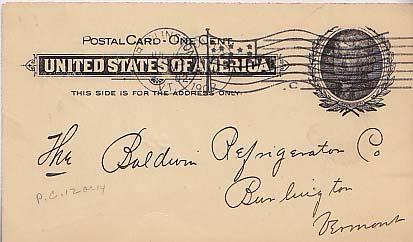 POSTAL CARD - ONE CENT.
UNITED STATES OF AMERICA.
THIS SIDE IS FOR THE ADDRESS ONLY.
C
The Baldwin Refrigerator Co
Burlington
Vermont
P.C. 12